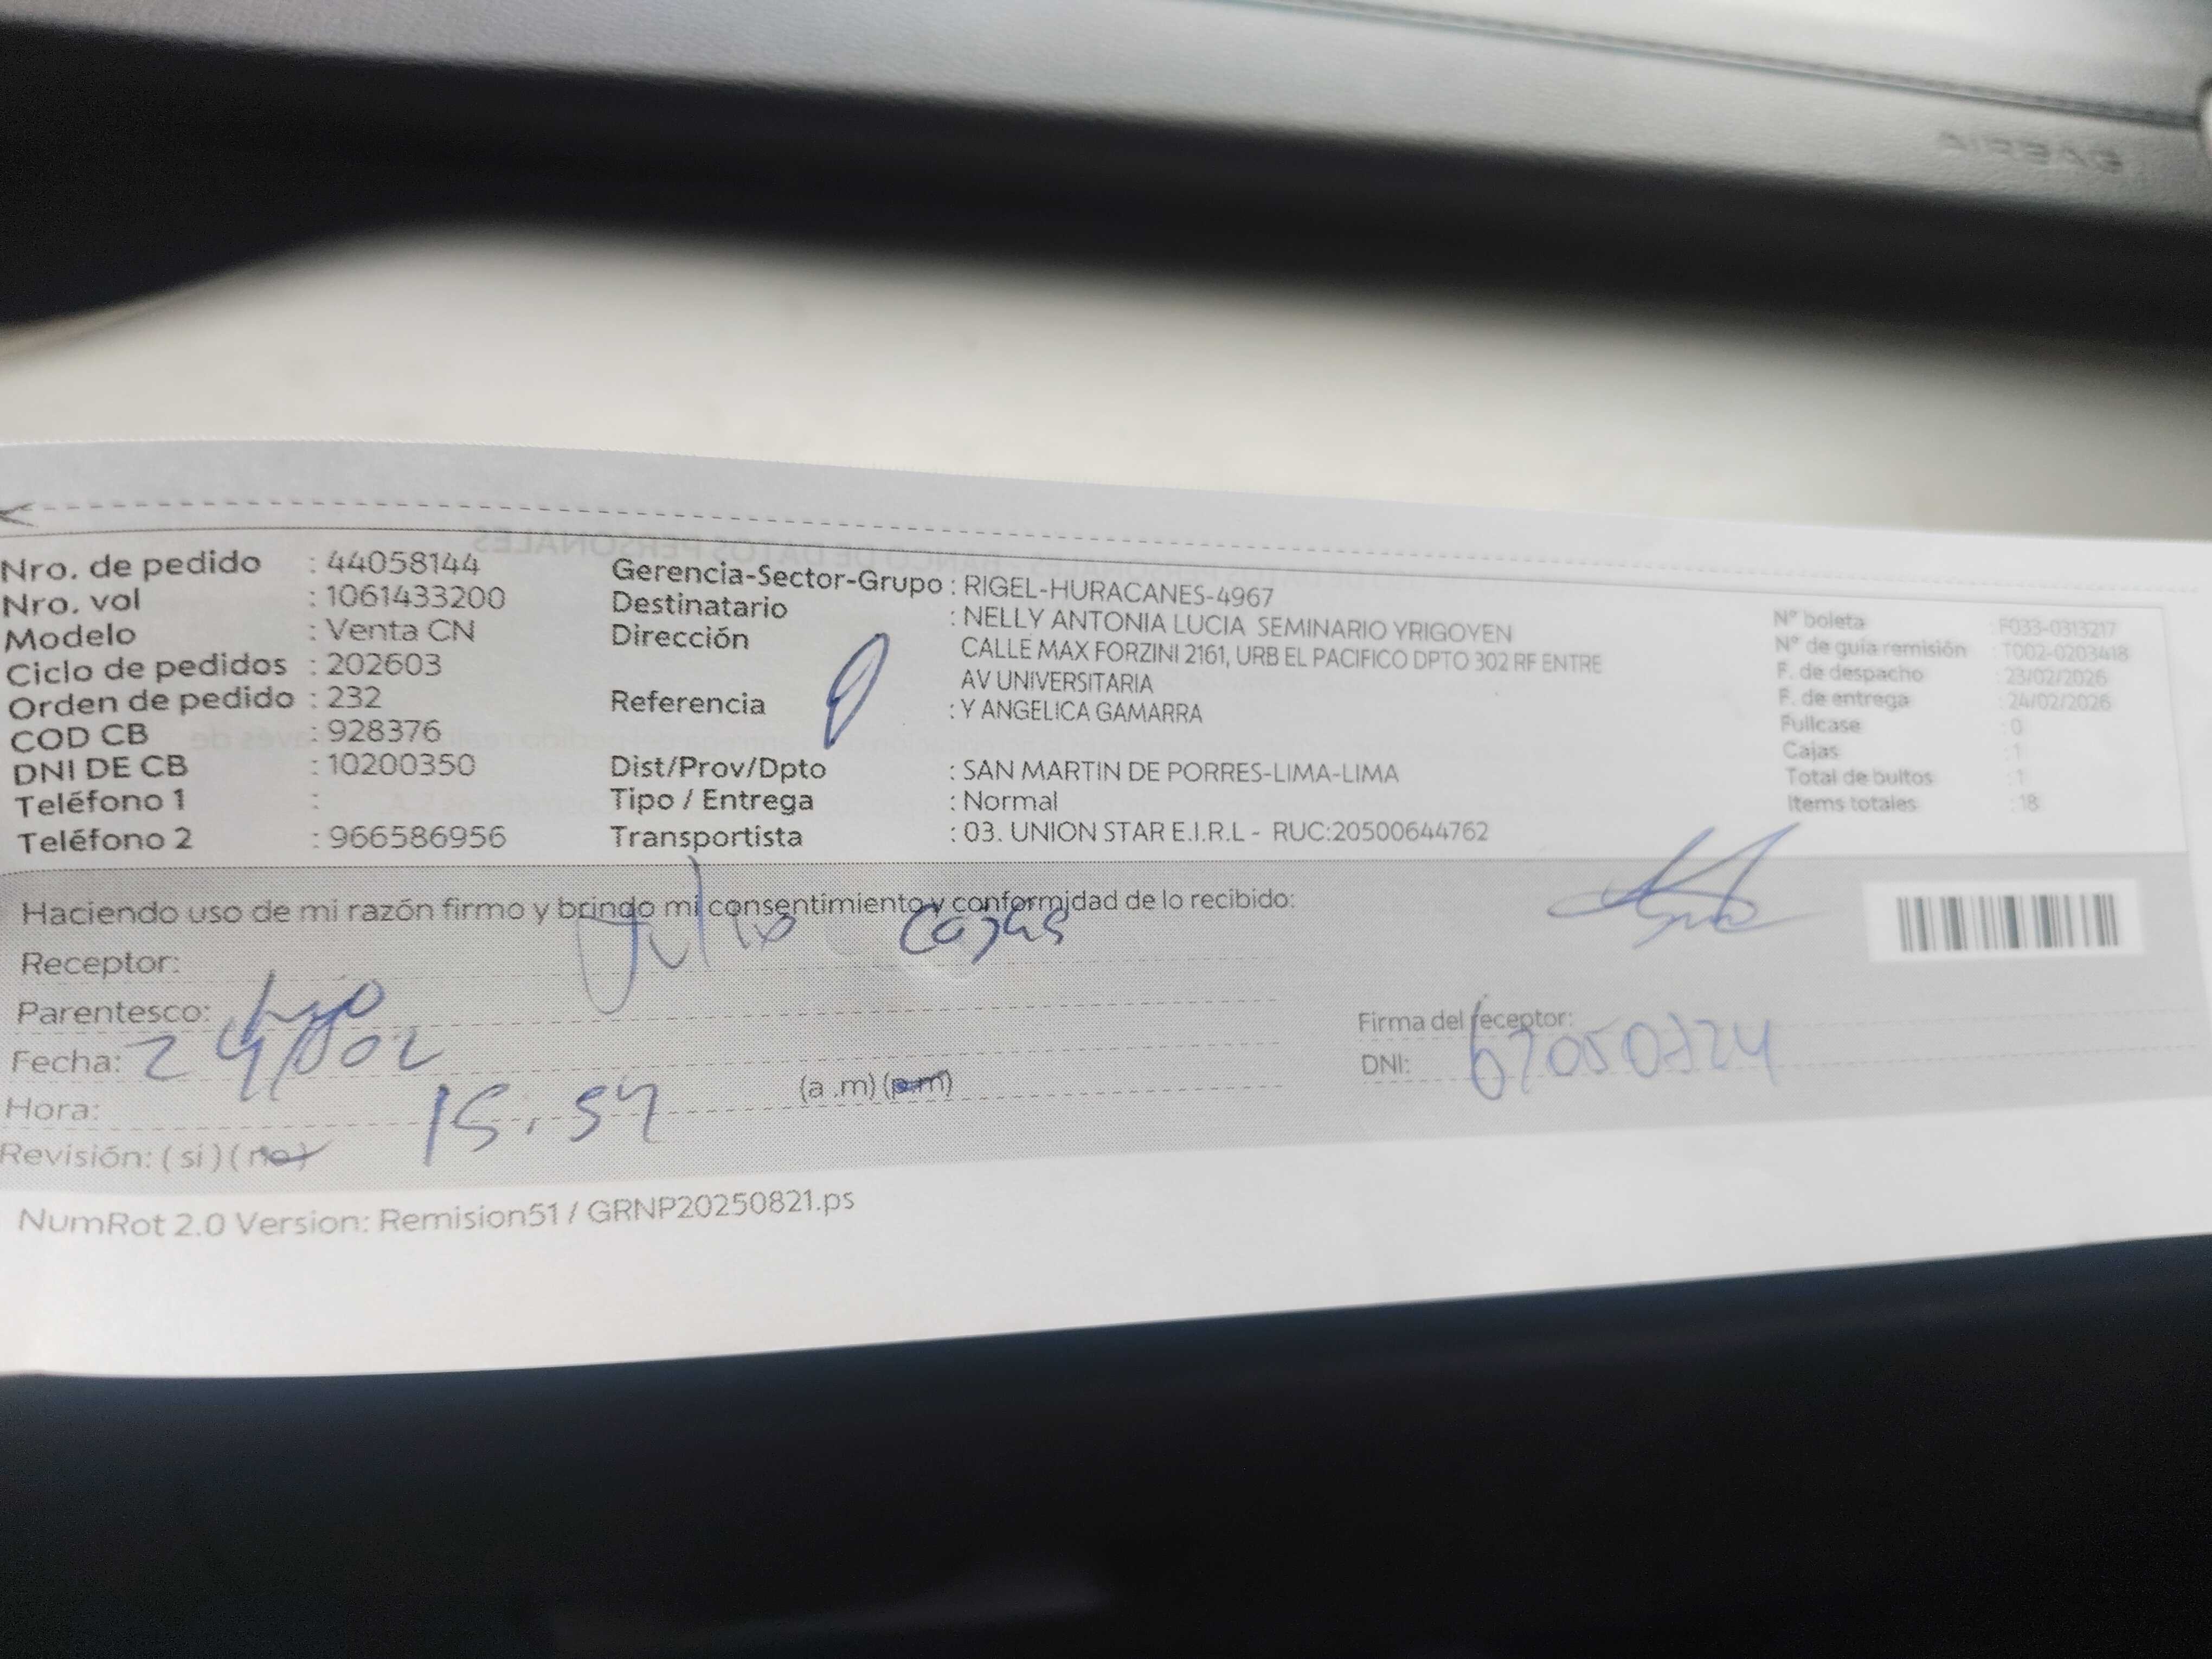 Nro. de pedido : 44058144
Nro. vol : 1061433200
Modelo : Venta CN
Ciclo de pedidos : 202603
Orden de pedido : 232
COD CB : 928376
DNI DE CB : 10200350
Teléfono 1 :
Teléfono 2 : 966586956
Gerencia-Sector-Grupo : RIGEL-HURACANES-4967
Destinatario : NELLY ANTONIA LUCIA SEMINARIO YRIGOYEN
Dirección CALLE MAX FORZINI 2161, URB EL PACIFICO DPTO 302 RF ENTRE
AV UNIVERSITARIA
Referencia : Y ANGELICA GAMARRA
Dist/Prov/Dpto : SAN MARTIN DE PORRES-LIMA-LIMA
Tipo / Entrega : Normal
Transportista : 03. UNION STAR E.I.R.L - RUC:20500644762
N° boleta : F033-0313217
N° de guía remisión : T002-0203418
F. de despacho : 23/02/2026
F. de entrega : 24/02/2026
Fullcase : 0
Cajas : 1
Total de bultos : 1
Items totales : 18
Haciendo uso de mi razón firmo y brindo mi consentimiento y conformidad de lo recibido:
Receptor: Julio Cajas
Parentesco: hijo
Fecha: 24/02
Hora: 15.54 (a .m) (p.m)
Revisión: ( si ) ( no )
Firma del receptor:
DNI:
NumRot 2.0 Version: Remision51 / GRNP20250821.ps